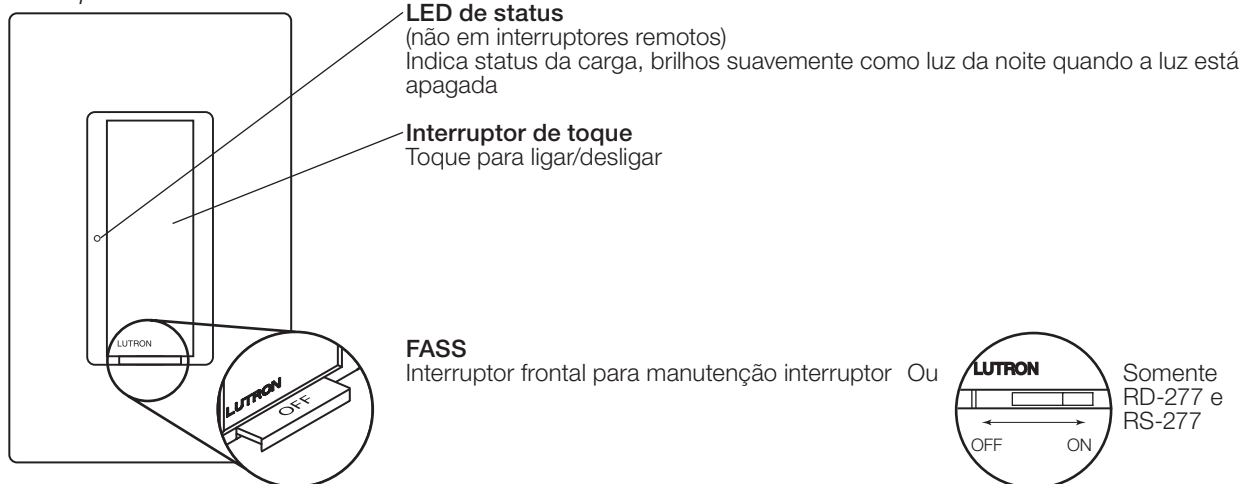 LED de status
(não em interruptores remotos)
Indica status da carga, brilhos suavemente como luz da noite quando a luz está
apagada
Interruptor de toque
Toque para ligar/desligar
LUTRON
LUTRON
OFF
FASS
Interruptor frontal para manutenção interruptor Ou
LUTRON
OFF ON
Somente
RD-277 e
RS-277